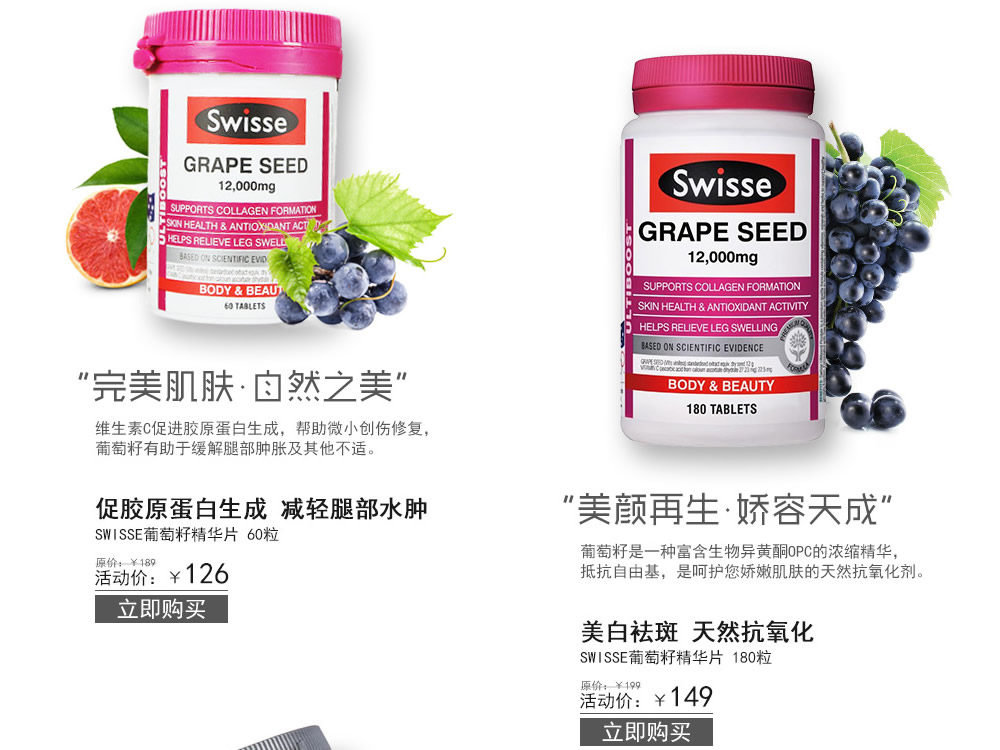 Swisse
GRAPE SEED
12,000mg
ULTIBOOST
SUPPORTS COLLAGEN FORMATION
SKIN HEALTH & ANTIOXIDANT
HELPS RELIEVE LEG
BASED ON SCIENTIFIC
BODY &
60 TABLETS
“完美肌肤·自然之美”
维生素C促进胶原蛋白生成，帮助微小创伤修复，
葡萄籽有助于缓解腿部肿胀及其他不适。
促胶原蛋白生成 减轻腿部水肿
SWISSE葡萄籽精华片 60粒
原价：￥189
活动价：￥126
立即购买
Swisse
GRAPE SEED
12,000mg
ULTIBOOST
SUPPORTS COLLAGEN FORMATION
SKIN HEALTH & ANTIOXIDANT ACTIVITY
HELPS RELIEVE LEG SWELLING
BASED ON SCIENTIFIC EVIDENCE
PREMIUM QUALITY
FORMULA
BODY & BEAUTY
180 TABLETS
“美颜再生·娇容天成”
葡萄籽是一种富含生物异黄酮OPC的浓缩精华，
抵抗自由基，是呵护您娇嫩肌肤的天然抗氧化剂。
美白祛斑 天然抗氧化
SWISSE葡萄籽精华片 180粒
原价：￥199
活动价：￥149
立即购买